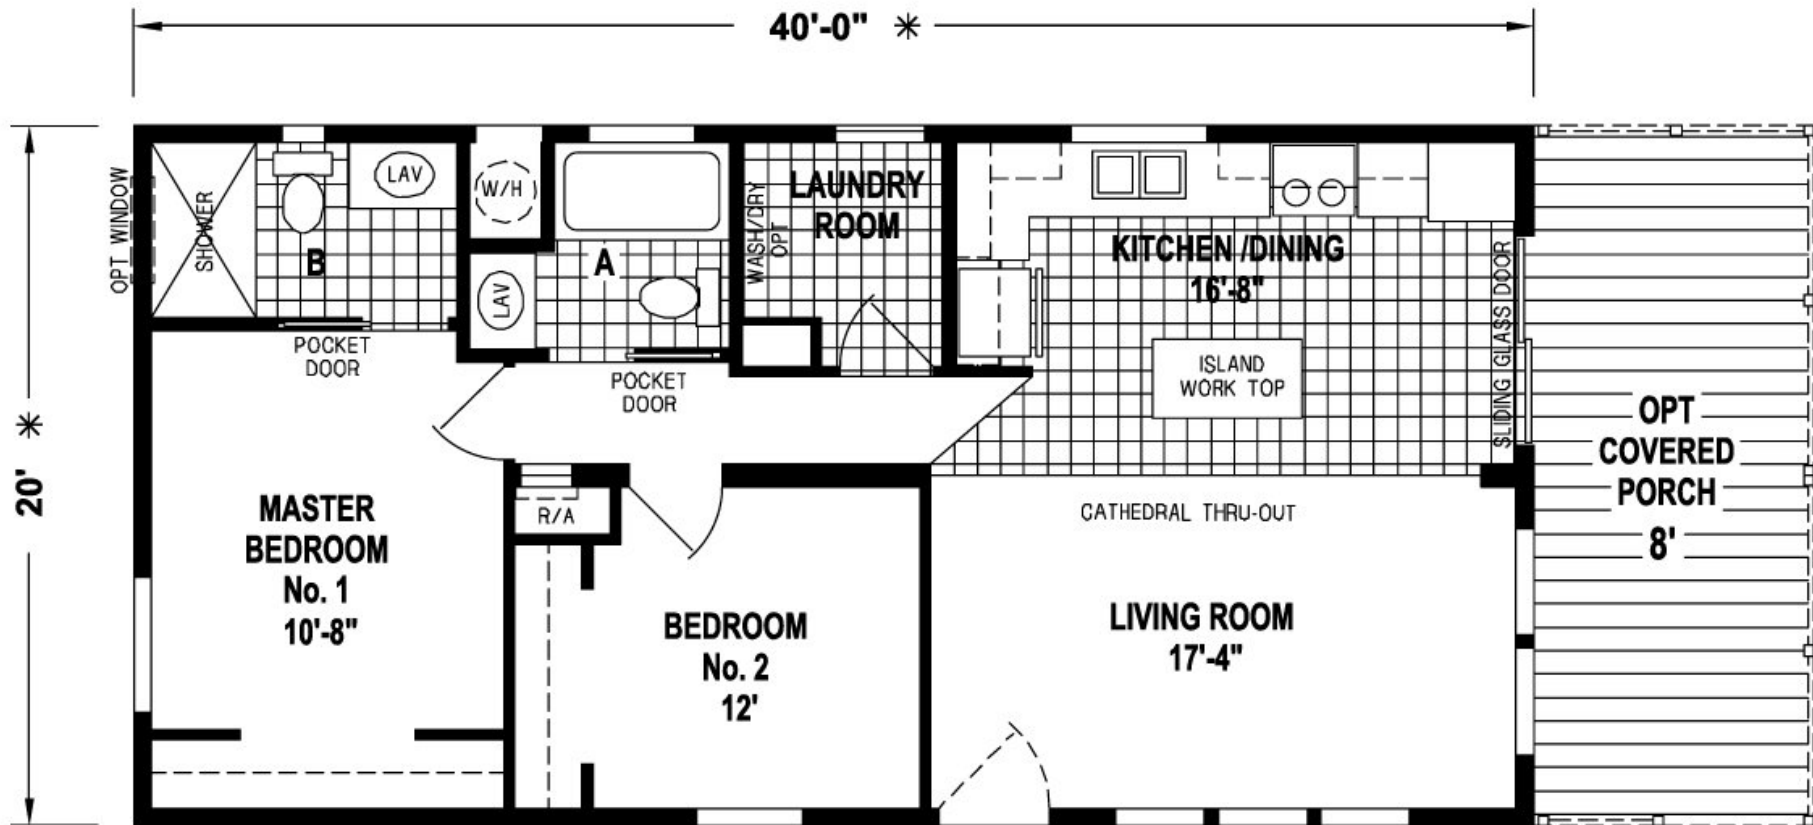 40'-0" *
20' *
OPT WINDOW
SHOWER
B
LAV
W/H
LAV
A
WASH/DRY
OPT
LAUNDRY
ROOM
KITCHEN /DINING
16'-8"
SLIDING GLASS DOOR
ISLAND
WORK TOP
POCKET
DOOR
POCKET
DOOR
OPT
COVERED
PORCH
8'
MASTER
BEDROOM
No. 1
10'-8"
R/A
BEDROOM
No. 2
12'
CATHEDRAL THRU-OUT
LIVING ROOM
17'-4"